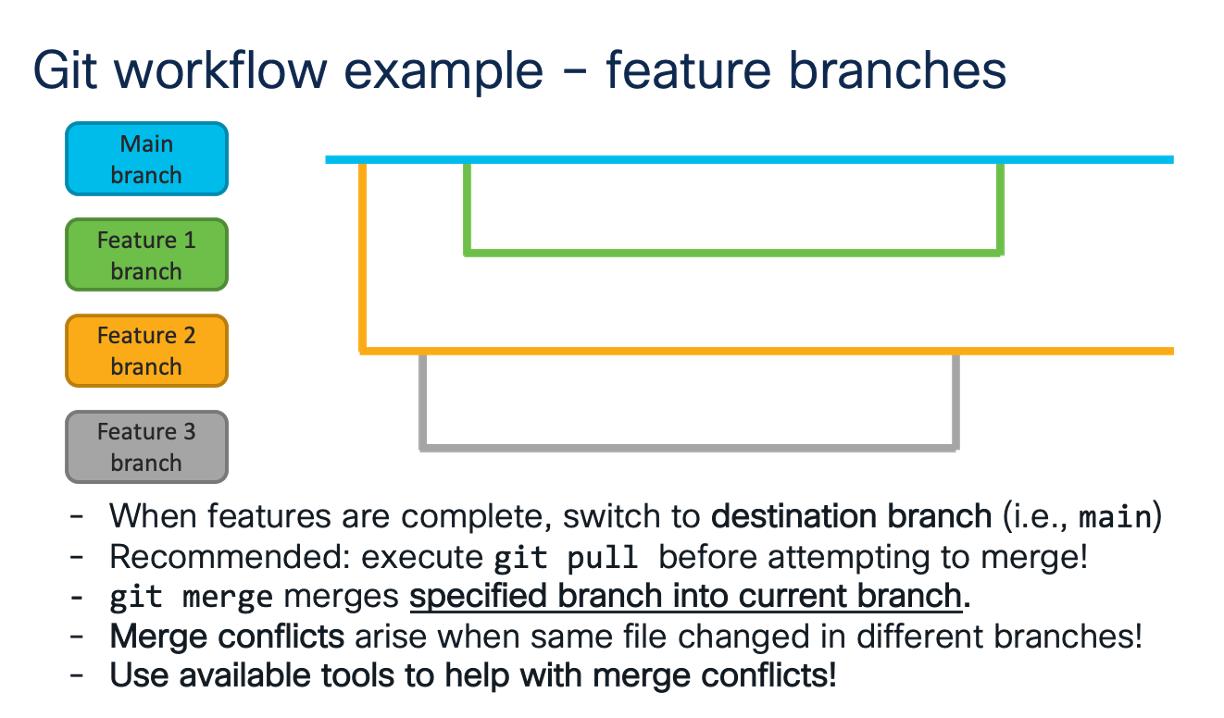 Git workflow example – feature branches
Main
branch
Feature 1
branch
Feature 2
branch
Feature 3
branch
- When features are complete, switch to destination branch (i.e., main)
- Recommended: execute git pull before attempting to merge!
- git merge merges specified branch into current branch.
- Merge conflicts arise when same file changed in different branches!
- Use available tools to help with merge conflicts!